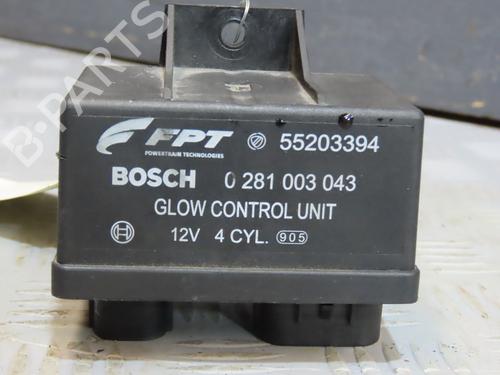 B-PARTS
FPT 55203394
POWERTRAIN TECHNOLOGIES
BOSCH 0 281 003 043
GLOW CONTROL UNIT
12V 4 CYL. 905